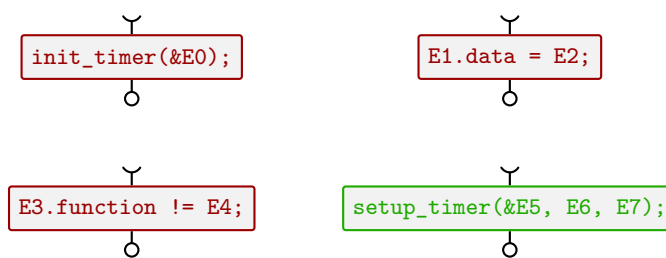 init_timer(&E0);
E1.data = E2;
E3.function != E4;
setup_timer(&E5, E6, E7);